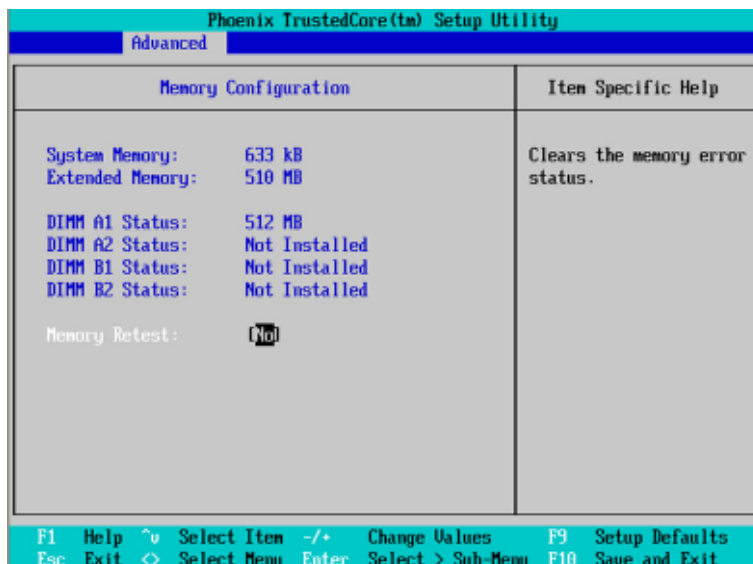 Phoenix TrustedCore(tm) Setup Utility
Advanced
Memory Configuration
Item Specific Help
System Memory: 633 kB
Extended Memory: 510 MB
DIMM A1 Status: 512 MB
DIMM A2 Status: Not Installed
DIMM B1 Status: Not Installed
DIMM B2 Status: Not Installed
Memory Retest: [No]
Clears the memory error
status.
F1 Help ^v Select Item -/+ Change Values F9 Setup Defaults
Esc Exit <> Select Menu Enter Select > Sub-Menu F10 Save and Exit